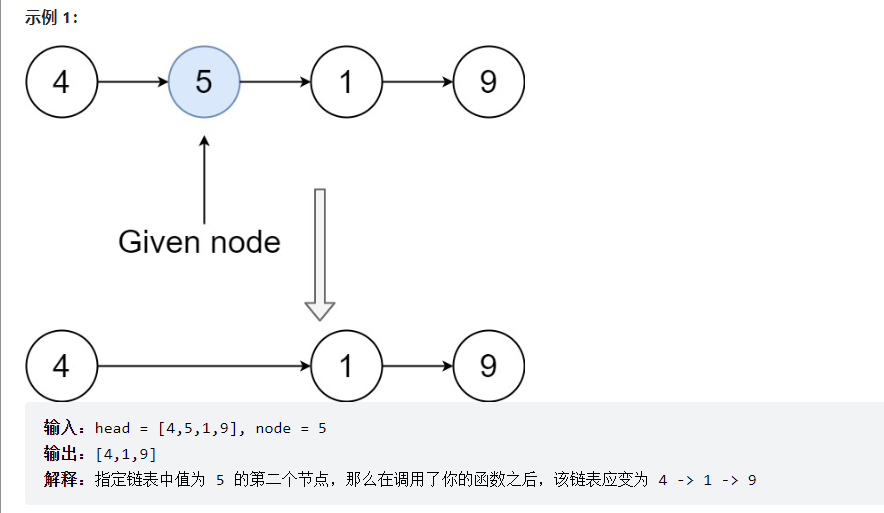 示例 1：
4 5 1 9
Given node
4 1 9
输入：head = [4,5,1,9], node = 5
输出：[4,1,9]
解释：指定链表中值为 5 的第二个节点，那么在调用了你的函数之后，该链表应变为 4 -> 1 -> 9